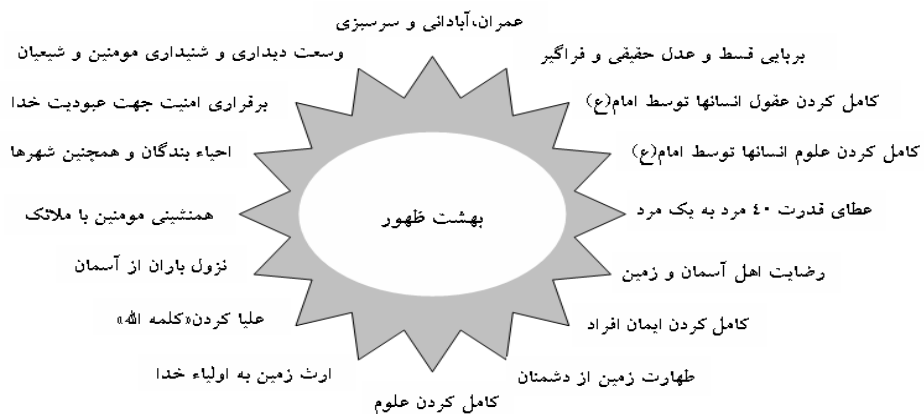 عمران،آبادانی و سرسبزی
برپایی قسط و عدل حقیقی و فراگیر
وسعت دیداری و شنیداری مومنین و شیعیان
کامل کردن عقول انسانها توسط امام(ع)
برقراری امنیت جهت عبودیت خدا
کامل کردن علوم انسانها توسط امام(ع)
احیاء بندگان و همچنین شهرها
عطای قدرت ٤٠ مرد به یک مرد
همنشینی مومنین با ملائک
بهشت ظهور
رضایت اهل آسمان و زمین
نزول باران از آسمان
کامل کردن ایمان افراد
علیا کردن«کلمه الله»
طهارت زمین از دشمنان
ارث زمین به اولیاء خدا
کامل کردن علوم